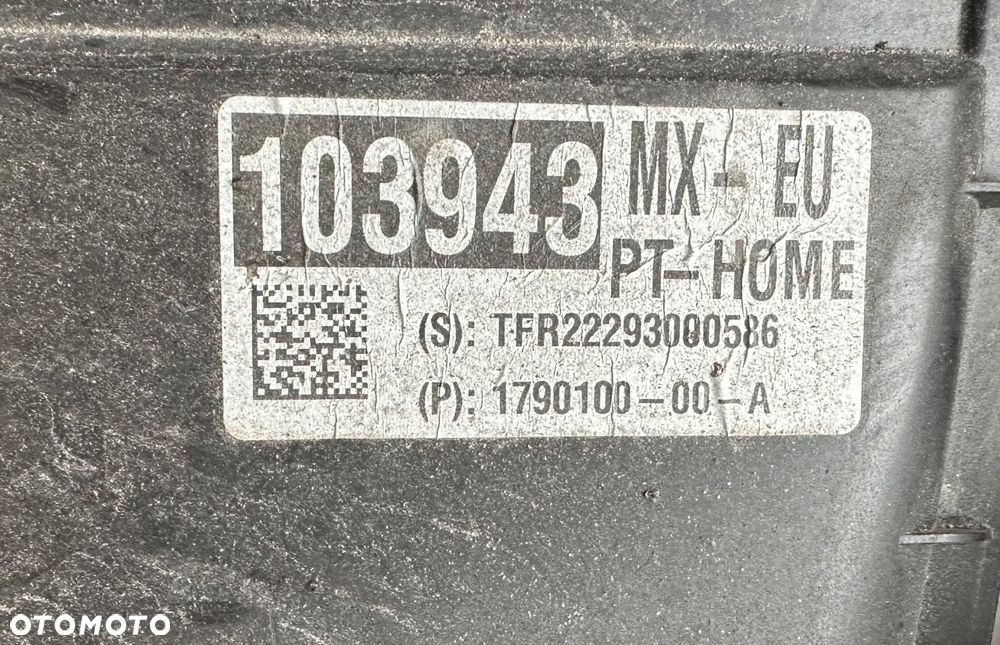 103943 MX- EU
PT-HOME
(S): TFR22293000586
(P): 1790100-00-A
OTOMOTO